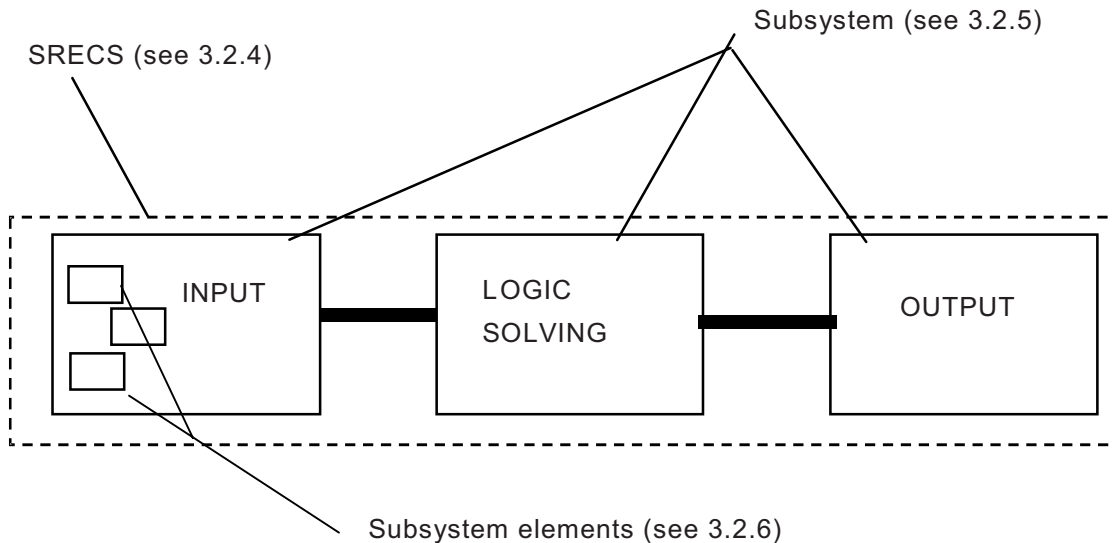 Subsystem (see 3.2.5)
SRECS (see 3.2.4)
INPUT
LOGIC
SOLVING
OUTPUT
Subsystem elements (see 3.2.6)